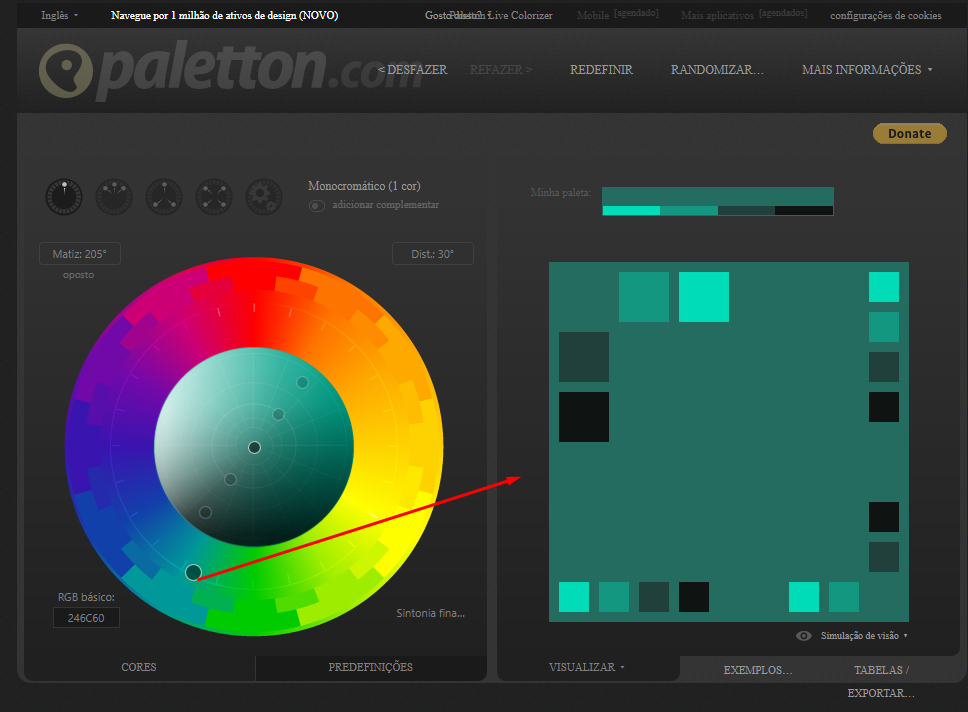 Inglês
Navegue por 1 milhão de ativos de design (NOVO)
Live Colorizer
Mobile [agendado]
Mais aplicativos [agendados]
configurações de cookies
paletton.com
< DESFAZER
REFAZER >
REDEFINIR
RANDOMIZAR...
MAIS INFORMAÇÕES
Donate
Monocromático (1 cor)
adicionar complementar
Minha paleta:
Matiz: 205°
oposto
Dist.: 30°
RGB básico:
246C60
Sintonia fina...
Simulação de visão
CORES
PREDEFINIÇÕES
VISUALIZAR
EXEMPLOS...
TABELAS /
EXPORTAR...